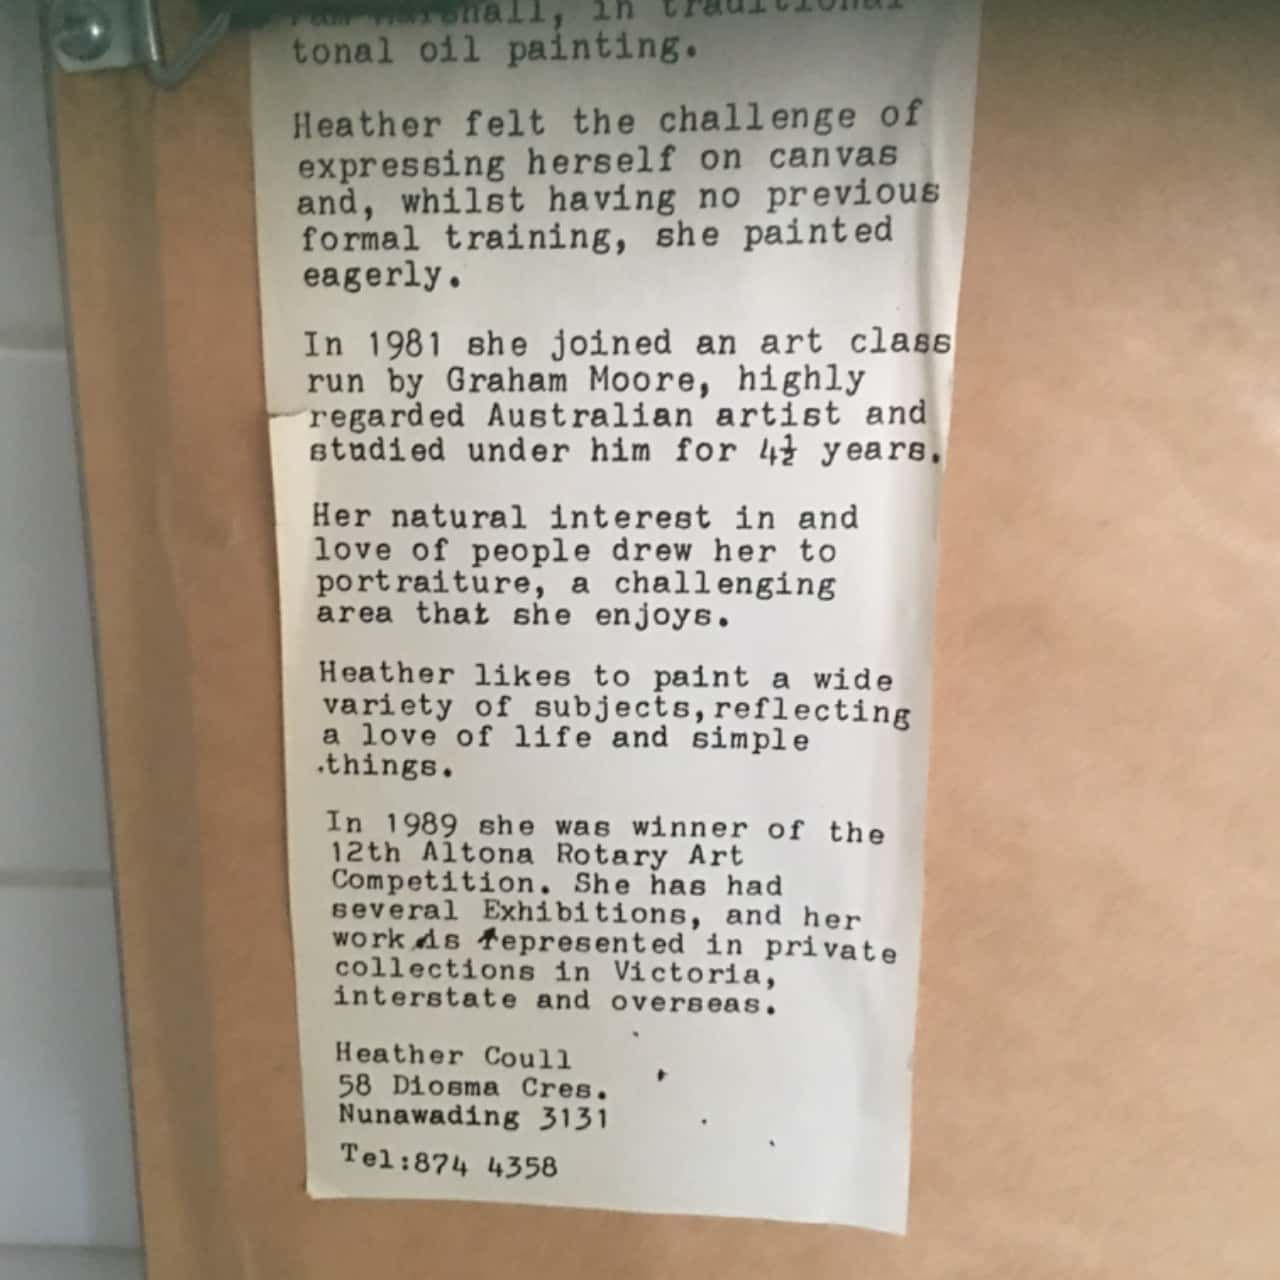 Marshall, in traditional
tonal oil painting.
Heather felt the challenge of
expressing herself on canvas
and, whilst having no previous
formal training, she painted
eagerly.
In 1981 she joined an art class
run by Graham Moore, highly
regarded Australian artist and
studied under him for 4½ years.
Her natural interest in and
love of people drew her to
portraiture, a challenging
area that she enjoys.
Heather likes to paint a wide
variety of subjects,reflecting
a love of life and simple
.things.
In 1989 she was winner of the
12th Altona Rotary Art
Competition. She has had
several Exhibitions, and her
work is represented in private
collections in Victoria,
interstate and overseas.
Heather Coull
58 Diosma Cres.
Nunawading 3131
Tel:874 4358